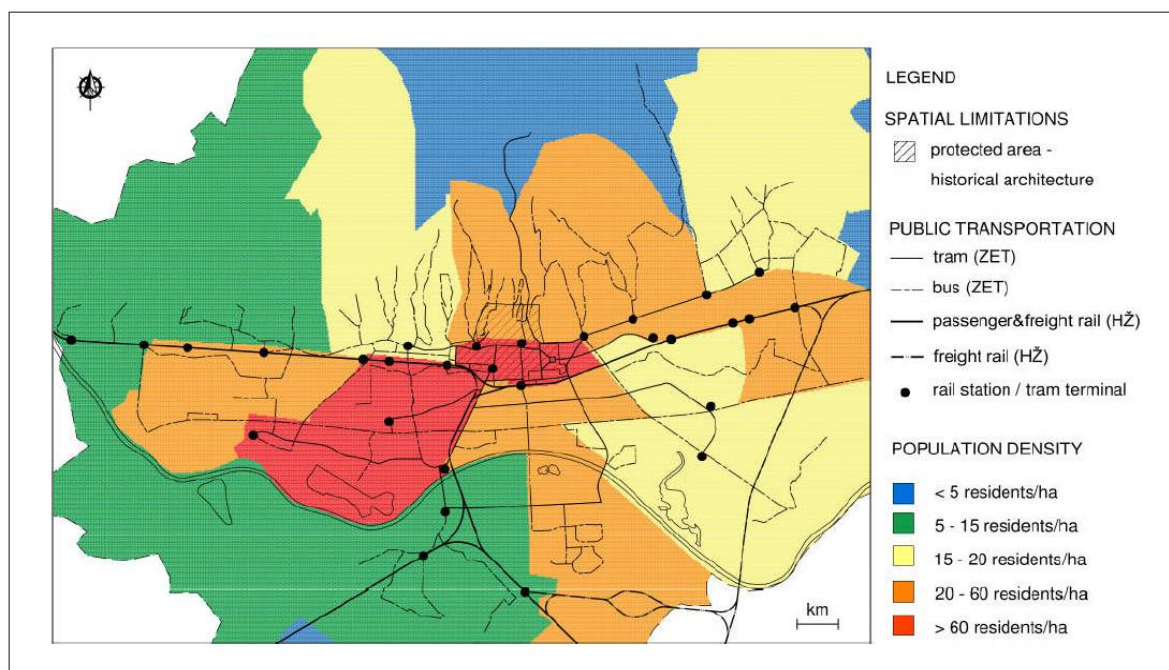 LEGEND
SPATIAL LIMITATIONS
protected area -
historical architecture
PUBLIC TRANSPORTATION
tram (ZET)
bus (ZET)
passenger&freight rail (HŽ)
freight rail (HŽ)
rail station / tram terminal
POPULATION DENSITY
< 5 residents/ha
5 - 15 residents/ha
15 - 20 residents/ha
20 - 60 residents/ha
> 60 residents/ha
km